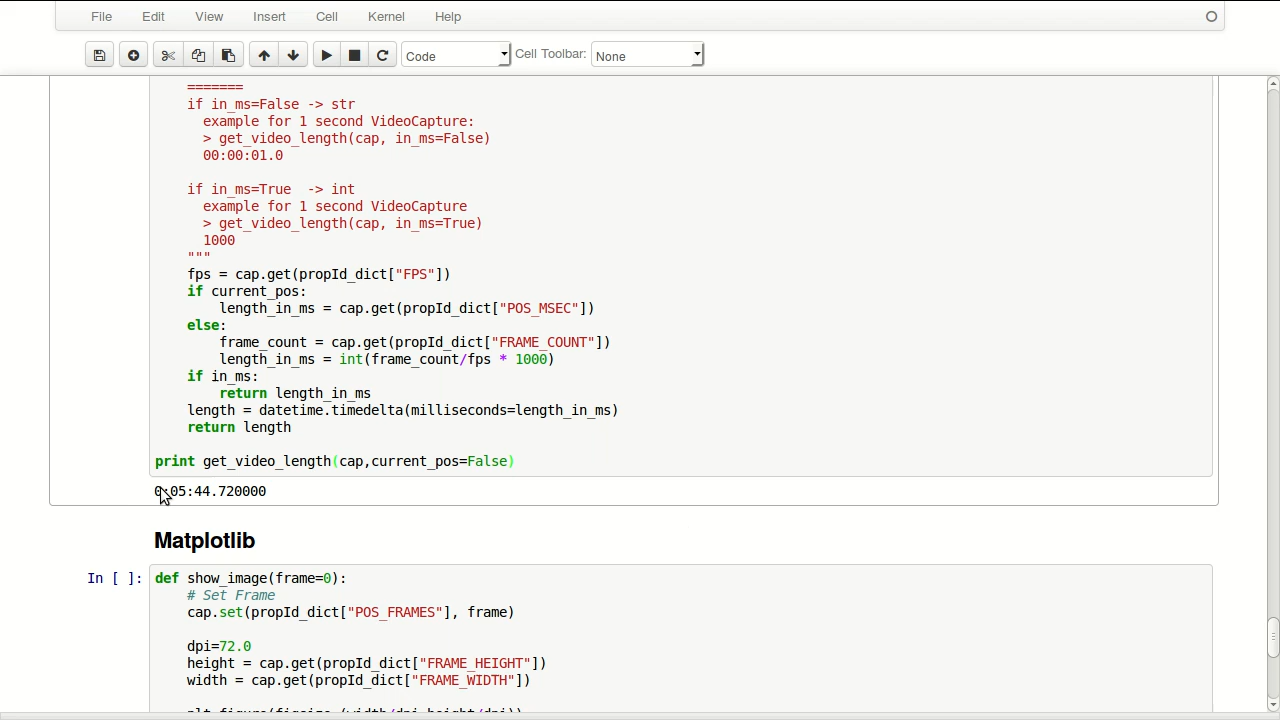 File Edit View Insert Cell Kernel Help
Code Cell Toolbar: None
=======
if in_ms=False -> str
example for 1 second VideoCapture:
> get_video_length(cap, in_ms=False)
00:00:01.0
if in_ms=True  -> int
example for 1 second VideoCapture
> get_video_length(cap, in_ms=True)
1000
"""
fps = cap.get(propId_dict["FPS"])
if current_pos:
length_in_ms = cap.get(propId_dict["POS_MSEC"])
else:
frame_count = cap.get(propId_dict["FRAME_COUNT"])
length_in_ms = int(frame_count/fps * 1000)
if in_ms:
return length_in_ms
length = datetime.timedelta(milliseconds=length_in_ms)
return length
print get_video_length(cap,current_pos=False)
0:05:44.720000
Matplotlib
In [ ]: def show_image(frame=0):
# Set Frame
cap.set(propId_dict["POS_FRAMES"], frame)
dpi=72.0
height = cap.get(propId_dict["FRAME_HEIGHT"])
width = cap.get(propId_dict["FRAME_WIDTH"])